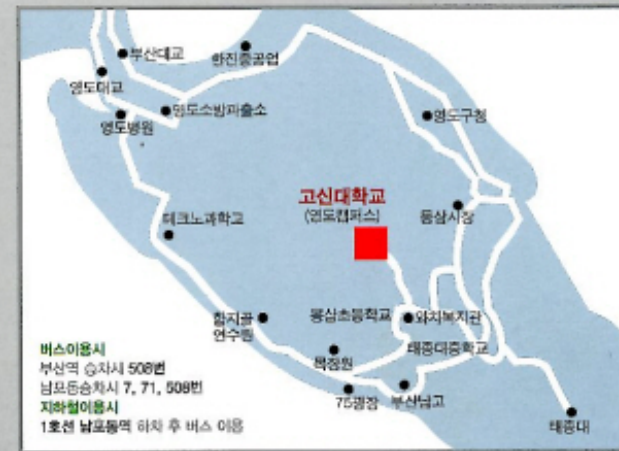 부산대교
한진중공업
영도대교
영도병원
영도소방파출소
영도구청
고신대학교
(영도캠퍼스)
동삼시장
테크노과학교
함지골
연수원
동삼초등학교
와치복지관
목장원
태종대중학교
75광장
부산남고
태종대
버스이용시
부산역 승차시 508번
남포동승차시 7, 71, 508번
지하철이용시
1호선 남포동역 하차 후 버스 이용